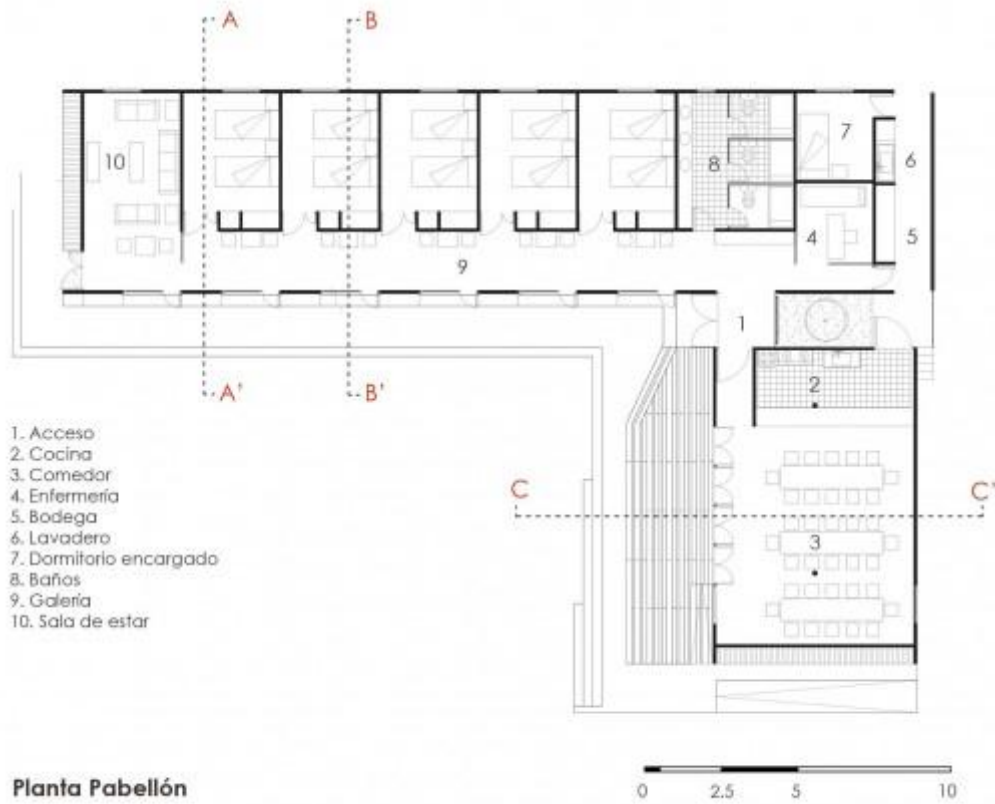 A B
10 8 7 6
4 5
9
1
A' B'
2
C C'
3
1. Acceso
2. Cocina
3. Comedor
4. Enfermería
5. Bodega
6. Lavadero
7. Dormitorio encargado
8. Baños
9. Galería
10. Sala de estar
Planta Pabellón
0 2.5 5 10